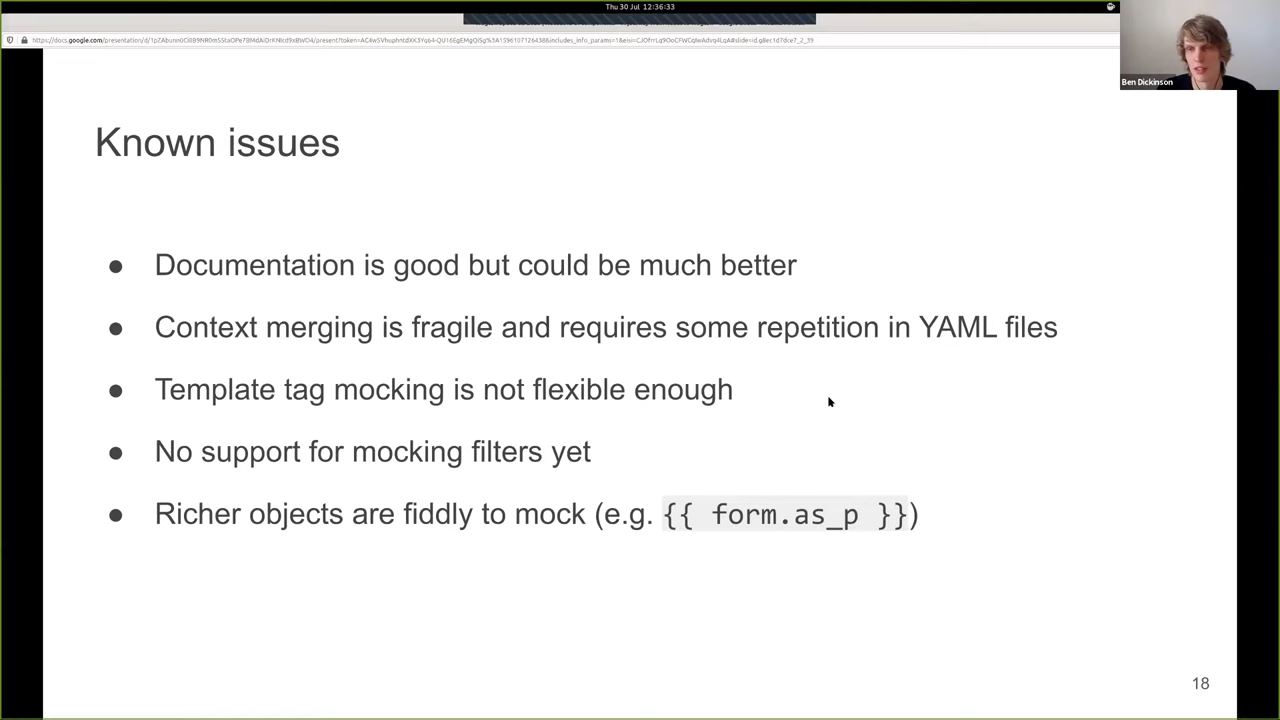 Thu 30 Jul 12:36:33
Ben Dickinson
Known issues
● Documentation is good but could be much better
● Context merging is fragile and requires some repetition in YAML files
● Template tag mocking is not flexible enough
● No support for mocking filters yet
● Richer objects are fiddly to mock (e.g. {{ form.as_p }})
18